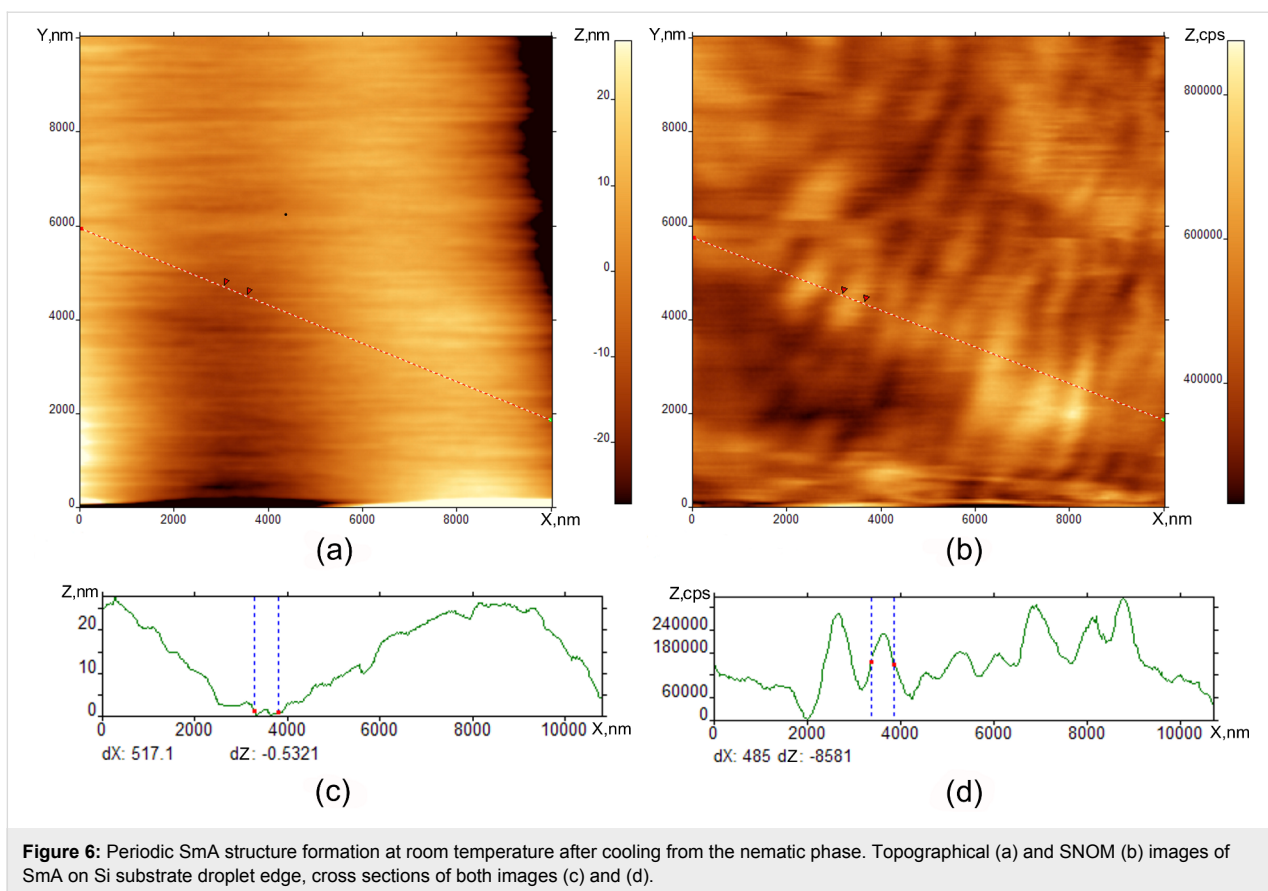 Y,nm
Z,nm
8000
6000
4000
2000
0
0
2000
4000
6000
8000
X,nm
20
10
0
-10
-20
(a)
Y,nm
Z,cps
8000
6000
4000
2000
0
0
2000
4000
6000
8000
X,nm
800000
600000
400000
(b)
Z,nm
20
10
0
0
2000
4000
6000
8000
10000
X,nm
dX: 517.1 dZ: -0.5321
(c)
Z,cps
240000
180000
120000
60000
0
0
2000
4000
6000
8000
10000
X,nm
dX: 485 dZ: -8581
(d)
Figure 6: Periodic SmA structure formation at room temperature after cooling from the nematic phase. Topographical (a) and SNOM (b) images of
SmA on Si substrate droplet edge, cross sections of both images (c) and (d).